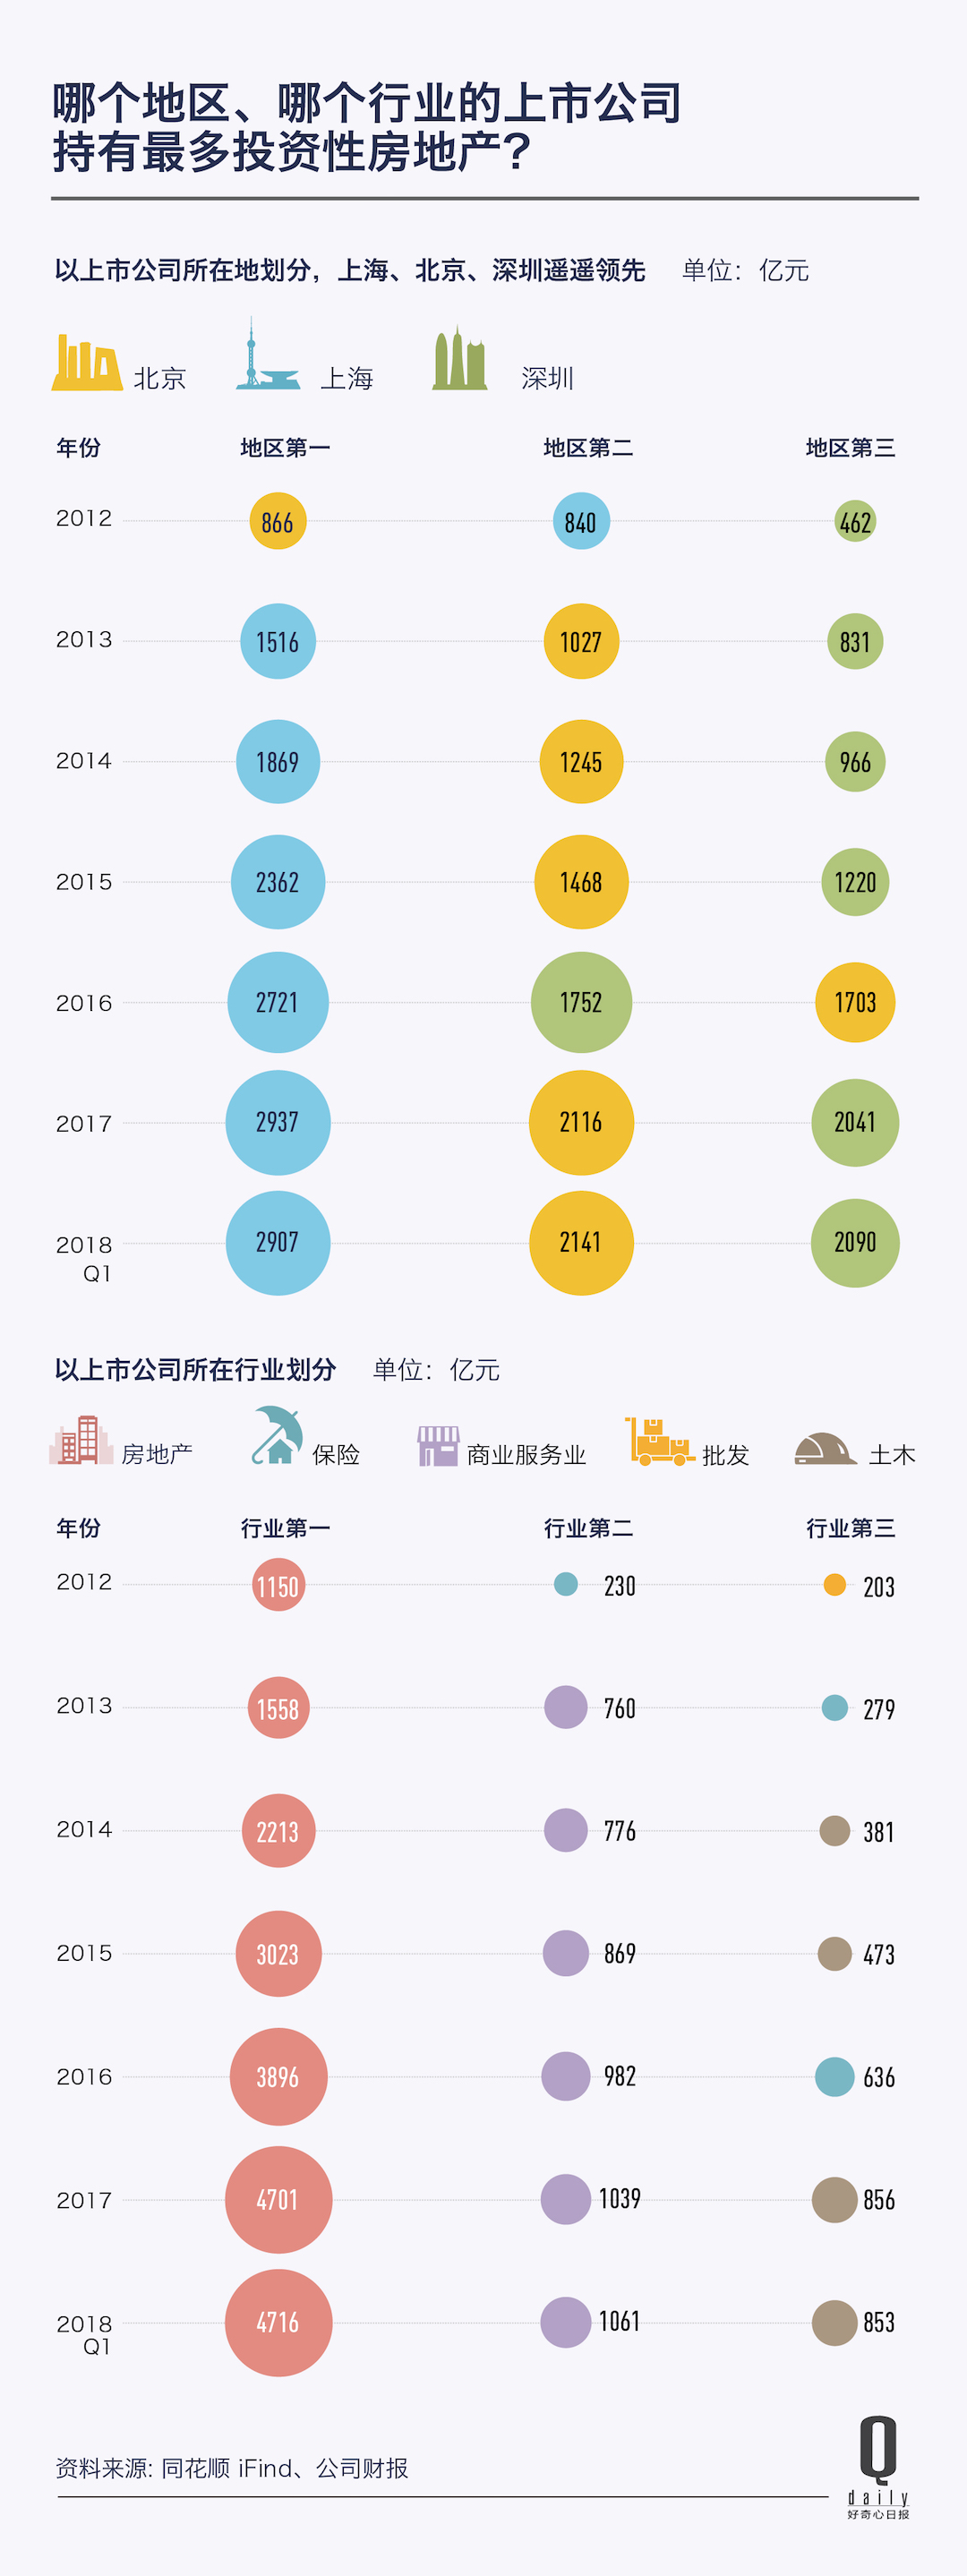 哪个地区、哪个行业的上市公司
持有最多投资性房地产?
以上市公司所在地划分，上海、北京、深圳遥遥领先 单位：亿元
北京 上海 深圳
年份 地区第一 地区第二 地区第三
2012 866 840 462
2013 1516 1027 831
2014 1869 1245 966
2015 2362 1468 1220
2016 2721 1752 1703
2017 2937 2116 2041
2018 2907 2141 2090
Q1
以上市公司所在行业划分 单位：亿元
房地产 保险 商业服务业 批发 土木
年份 行业第一 行业第二 行业第三
2012 1150 230 203
2013 1558 760 279
2014 2213 776 381
2015 3023 869 473
2016 3896 982 636
2017 4701 1039 856
2018 4716 1061 853
Q1
资料来源: 同花顺 iFind、公司财报
Q
daily
好奇心日报